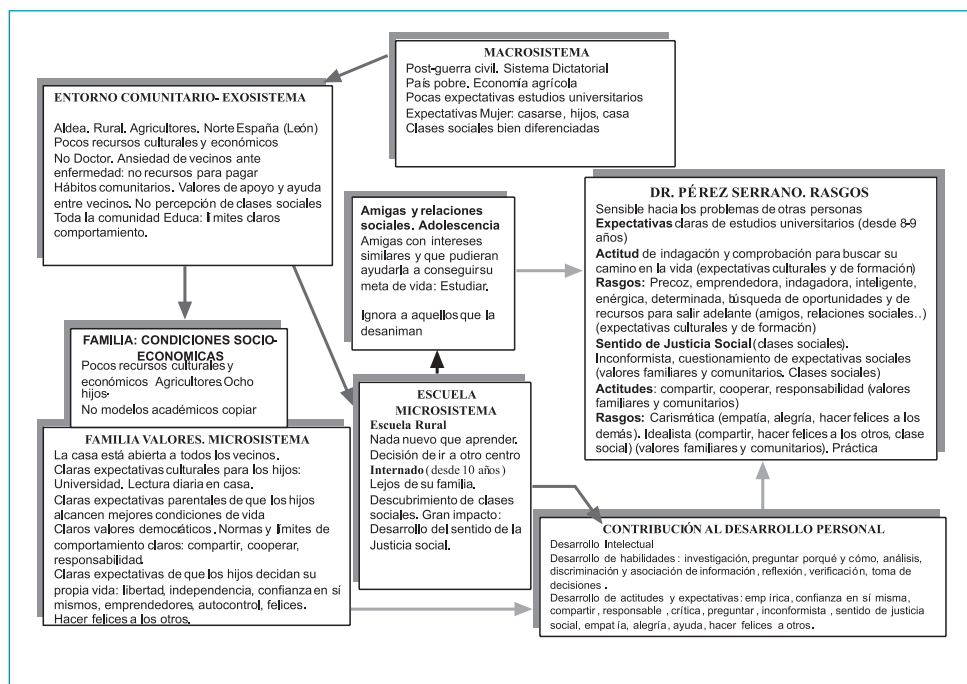 MACROSISTEMA
Post-guerra civil. Sistema Dictatorial
País pobre. Economía agrícola
Pocas expectativas estudios universitarios
Expectativas Mujer: casarse, hijos, casa
Clases sociales bien diferenciadas
ENTORNO COMUNITARIO- EXOSISTEMA
Aldea. Rural. Agricultores. Norte España (León)
Pocos recursos culturales y económicos
No Doctor. Ansiedad de vecinos ante
enfermedad: no recursos para pagar
Hábitos comunitarios. Valores de apoyo y ayuda
entre vecinos. No percepción de clases sociales
Toda la comunidad Educa: límites claros
comportamiento.
Amigas y relaciones
sociales. Adolescencia
Amigas con intereses
similares y que pudieran
ayudarla a conseguir su
meta de vida: Estudiar.
Ignora a aquellos que la
desaniman
DR. PÉREZ SERRANO. RASGOS
Sensible hacia los problemas de otras personas
Expectativas claras de estudios universitarios (desde 8-9
años)
Actitud de indagación y comprobación para buscar su
camino en la vida (expectativas culturales y de formación)
Rasgos: Precoz, emprendedora, indagadora, inteligente,
enérgica, determinada, búsqueda de oportunidades y de
recursos para salir adelante (amigos, relaciones sociales..)
(expectativas culturales y de formación)
Sentido de Justicia Social (clases sociales).
Inconformista, cuestionamiento de expectativas sociales
(valores familiares y comunitarios. Clases sociales)
Actitudes: compartir, cooperar, responsabilidad (valores
familiares y comunitarios)
Rasgos: Carismática (empatía, alegría, hacer felices a los
demás). Idealista (compartir, hacer felices a los otros, clase
social) (valores familiares y comunitarios). Práctica
FAMILIA: CONDICIONES SOCIO-
ECONOMICAS
Pocos recursos culturales y
económicos Agricultores. Ocho
hijos.
No modelos académicos copiar
ESCUELA
MICROSISTEMA
Escuela Rural
Nada nuevo que aprender.
Decisión de ir a otro centro
Internado (desde 10 años)
Lejos de su familia.
Descubrimiento de clases
sociales. Gran impacto:
Desarrollo del sentido de la
Justicia social.
FAMILIA VALORES. MICROSISTEMA
La casa está abierta a todos los vecinos.
Claras expectativas culturales para los hijos:
Universidad. Lectura diaria en casa.
Claras expectativas parentales de que los hijos
alcancen mejores condiciones de vida
Claros valores democráticos. Normas y límites de
comportamiento claros: compartir, cooperar,
responsabilidad.
Claras expectativas de que los hijos decidan su
propia vida: libertad, independencia, confianza en sí
mismos, emprendedores, autocontrol, felices.
Hacer felices a los otros.
CONTRIBUCIÓN AL DESARROLLO PERSONAL
Desarrollo Intelectual
Desarrollo de habilidades: investigación, preguntar porqué y cómo, análisis,
discriminación y asociación de información, reflexión, verificación, toma de
decisiones.
Desarrollo de actitudes y expectativas: empírica, confianza en sí misma,
compartir, responsable, crítica, preguntar, inconformista, sentido de justicia
social, empatía, alegría, ayuda, hacer felices a otros.